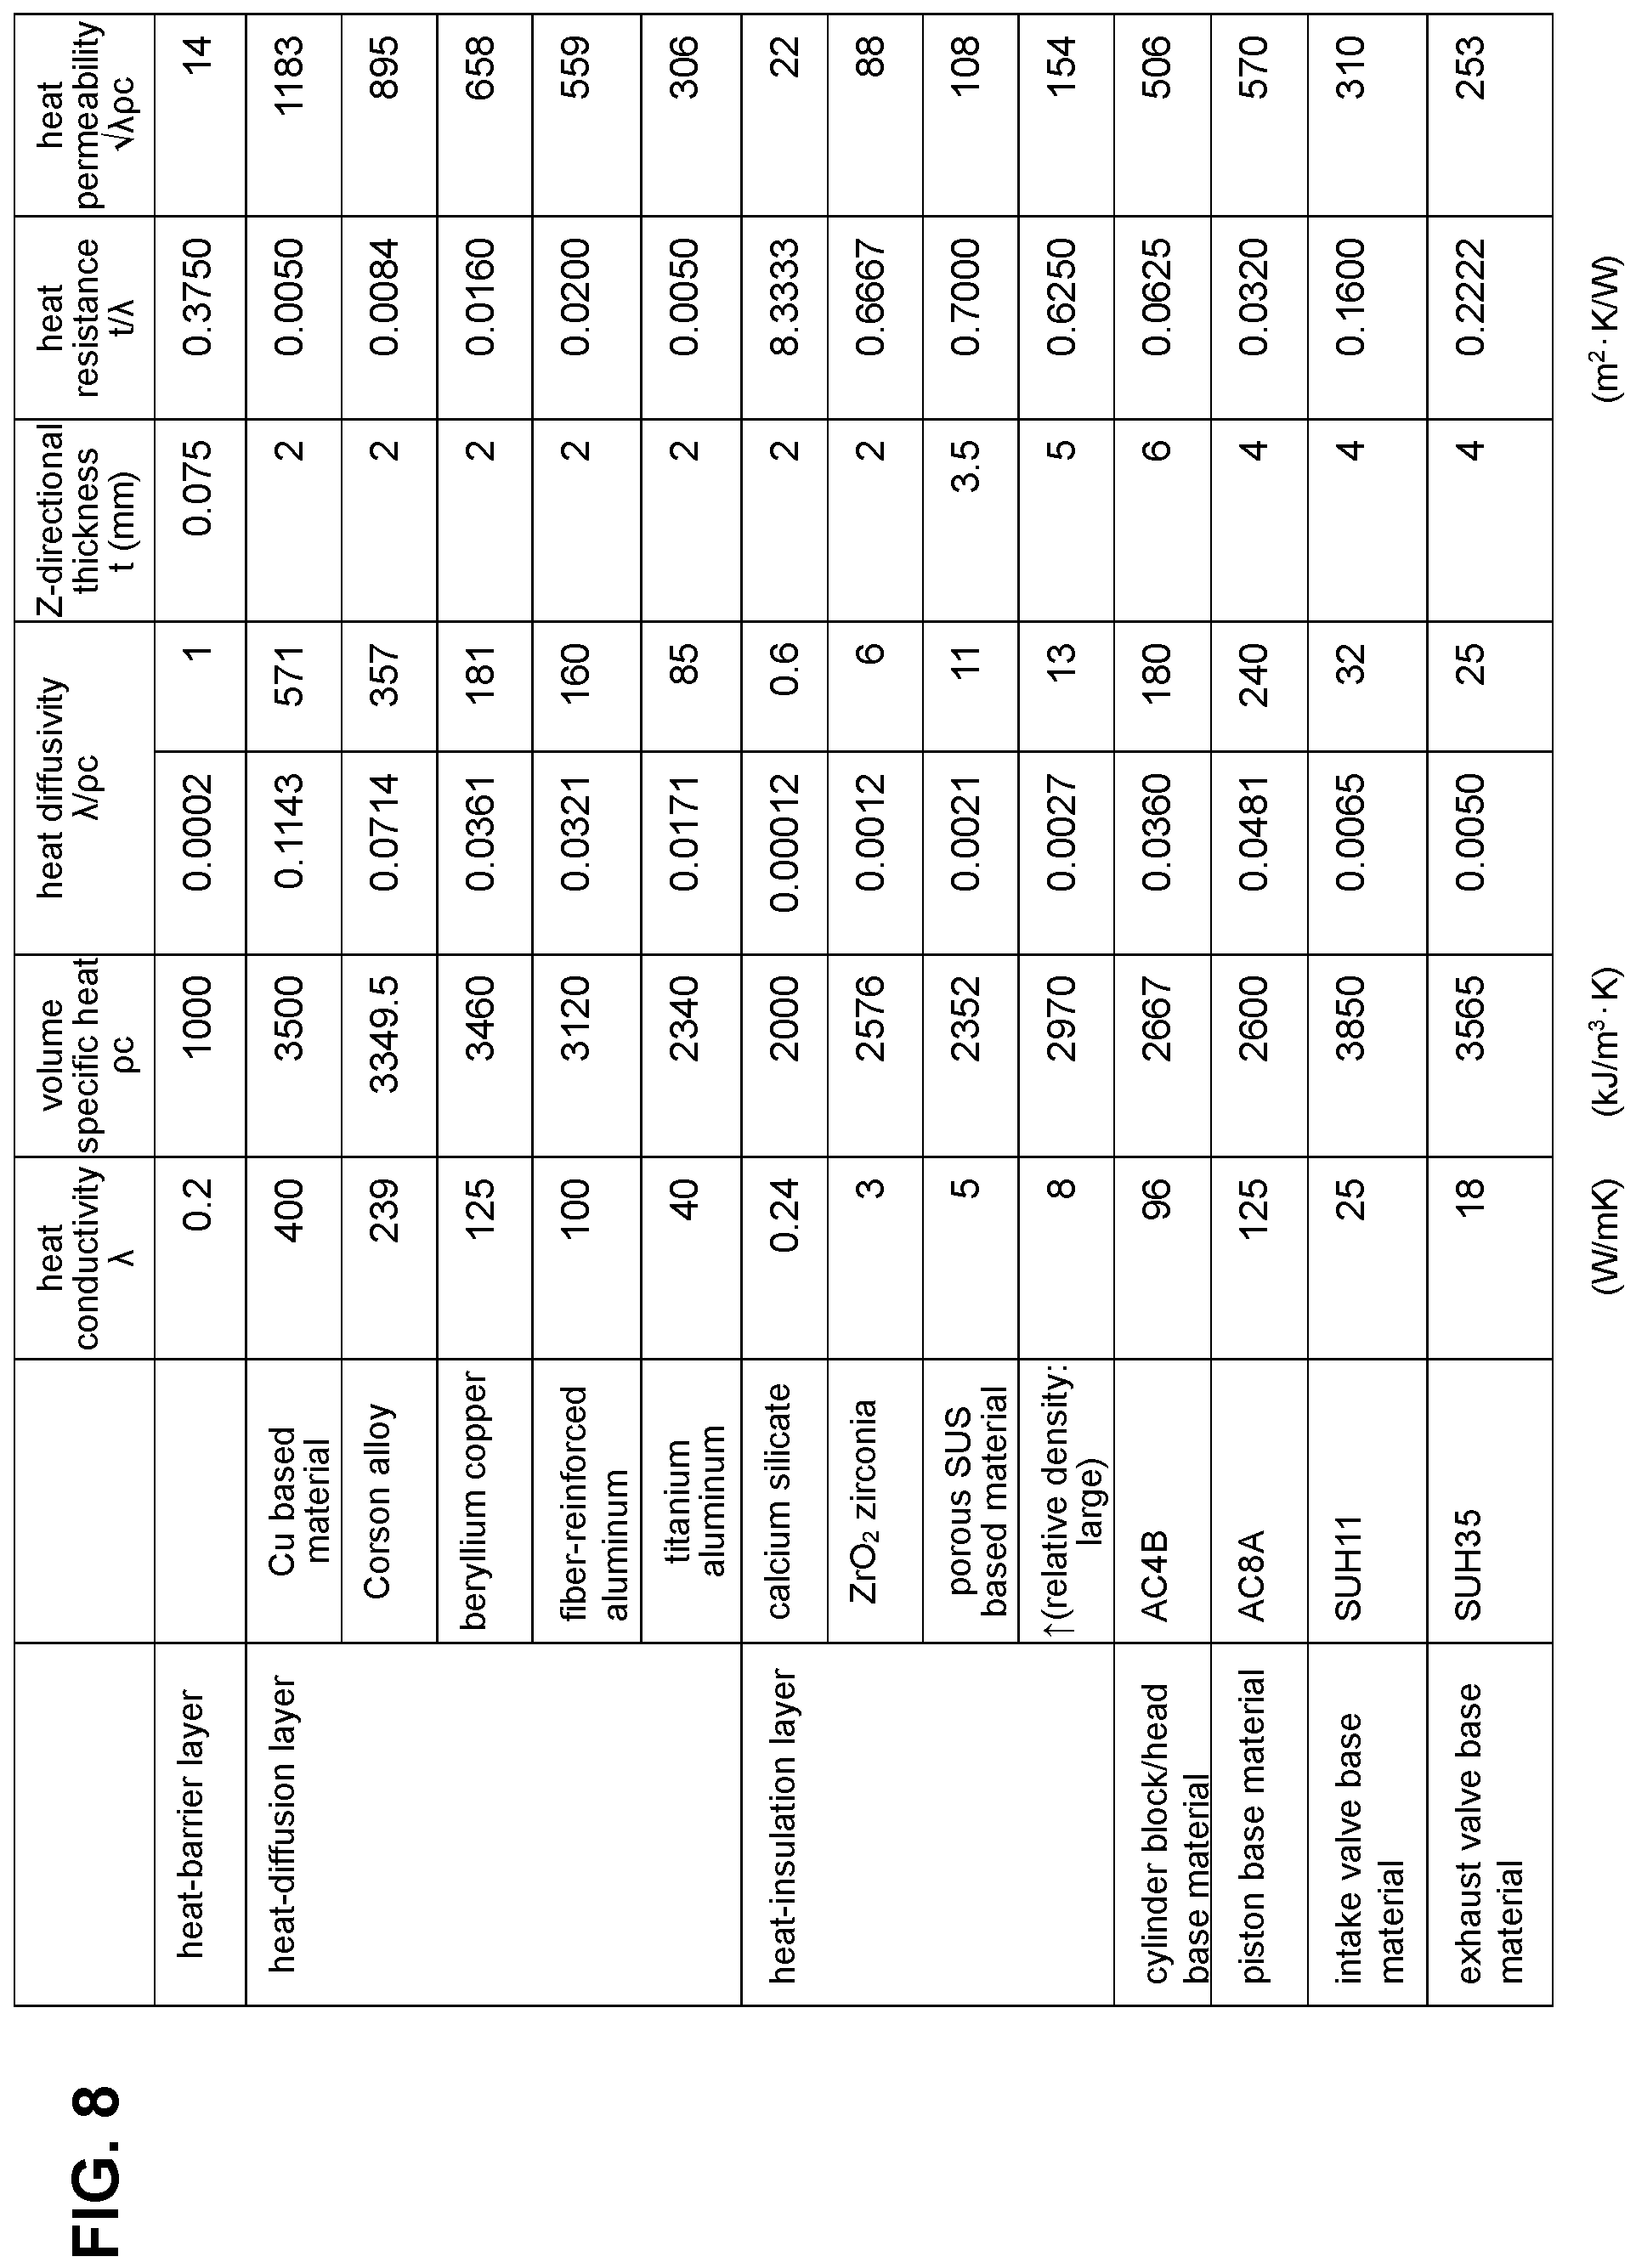 FIG. 8
heat
conductivity
λ
volume
specific heat
ρc
heat diffusivity
λ/ρc
Z-directional
thickness
t (mm)
heat
resistance
t/λ
heat
permeability
√λρc
heat-barrier layer
0.2
1000
0.0002
1
0.075
0.3750
14
heat-diffusion layer
Cu based
material
400
3500
0.1143
571
2
0.0050
1183
Corson alloy
239
3349.5
0.0714
357
2
0.0084
895
beryllium copper
125
3460
0.0361
181
2
0.0160
658
fiber-reinforced
aluminum
100
3120
0.0321
160
2
0.0200
559
titanium
aluminum
40
2340
0.0171
85
2
0.0050
306
heat-insulation layer
calcium silicate
0.24
2000
0.00012
0.6
2
8.3333
22
ZrO₂ zirconia
3
2576
0.0012
6
2
0.6667
88
porous SUS
based material
5
2352
0.0021
11
3.5
0.7000
108
↑(relative density:
large)
8
2970
0.0027
13
5
0.6250
154
cylinder block/head
base material
AC4B
96
2667
0.0360
180
6
0.0625
506
piston base material
AC8A
125
2600
0.0481
240
4
0.0320
570
intake valve base
material
SUH11
25
3850
0.0065
32
4
0.1600
310
exhaust valve base
material
SUH35
18
3565
0.0050
25
4
0.2222
253
(W/mK)
(kJ/m³·K)
(m²·K/W)